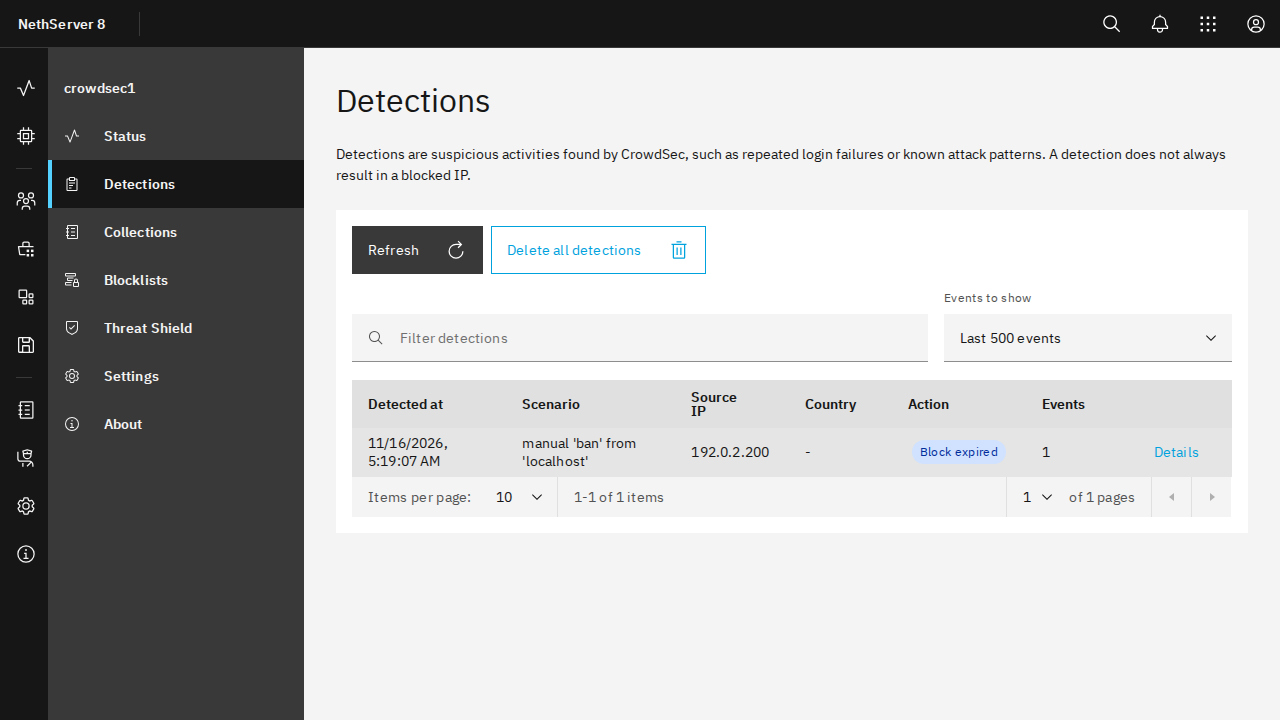 NethServer 8
crowdsec1
Status
Detections
Collections
Blocklists
Threat Shield
Settings
About
Detections
Detections are suspicious activities found by CrowdSec, such as repeated login failures or known attack patterns. A detection does not always
result in a blocked IP.
Refresh
Delete all detections
Events to show
Filter detections
Last 500 events
Detected at Scenario Source IP Country Action Events
11/16/2026, 5:19:07 AM manual 'ban' from 'localhost' 192.0.2.200 - Block expired 1 Details
Items per page: 10 1-1 of 1 items 1 of 1 pages